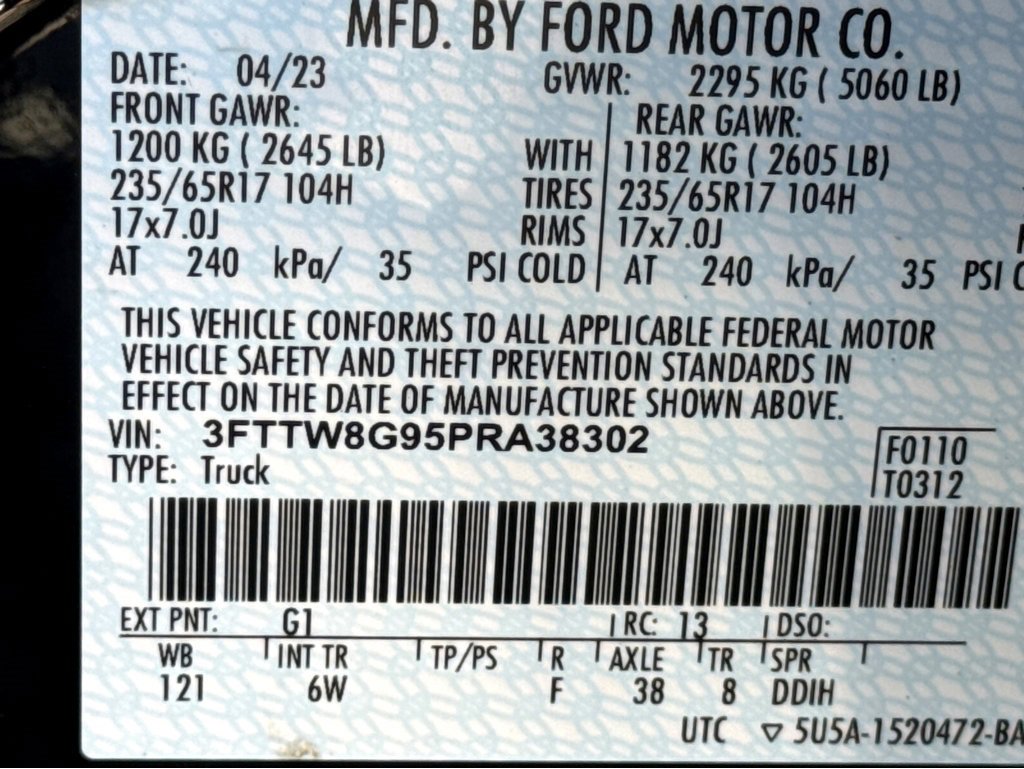 MFD. BY FORD MOTOR CO.
DATE: 04/23 GVWR: 2295 KG ( 5060 LB)
FRONT GAWR: REAR GAWR:
1200 KG ( 2645 LB) WITH 1182 KG ( 2605 LB)
235/65R17 104H TIRES 235/65R17 104H
17x7.0J RIMS 17x7.0J
AT 240 kPa/ 35 PSI COLD AT 240 kPa/ 35 PSI C
THIS VEHICLE CONFORMS TO ALL APPLICABLE FEDERAL MOTOR
VEHICLE SAFETY AND THEFT PREVENTION STANDARDS IN
EFFECT ON THE DATE OF MANUFACTURE SHOWN ABOVE.
VIN: 3FTTW8G95PRA38302 F0110
TYPE: Truck T0312
EXT PNT: G1 RC: 13 DSO:
WB INT TR TP/PS R AXLE TR SPR
121 6W F 38 8 DDIH
UTC ▽ 5U5A-1520472-BA